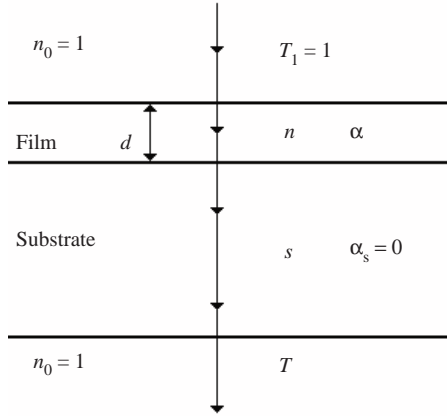 n₀ = 1 T₁ = 1
Film d n α
Substrate s αₛ = 0
n₀ = 1 T